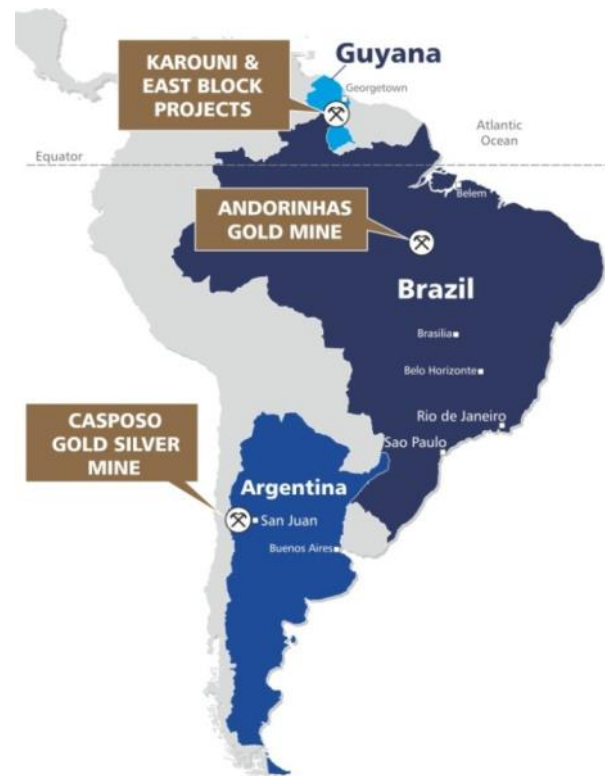 KAROUNI &
EAST BLOCK
PROJECTS
Guyana
Georgetown
Atlantic
Ocean
Equator
Belem
ANDORINHAS
GOLD MINE
Brazil
Brasilia
Belo Horizonte
Rio de Janeiro
Sao Paulo
CASPOSO
GOLD SILVER
MINE
Argentina
San Juan
Buenos Aires